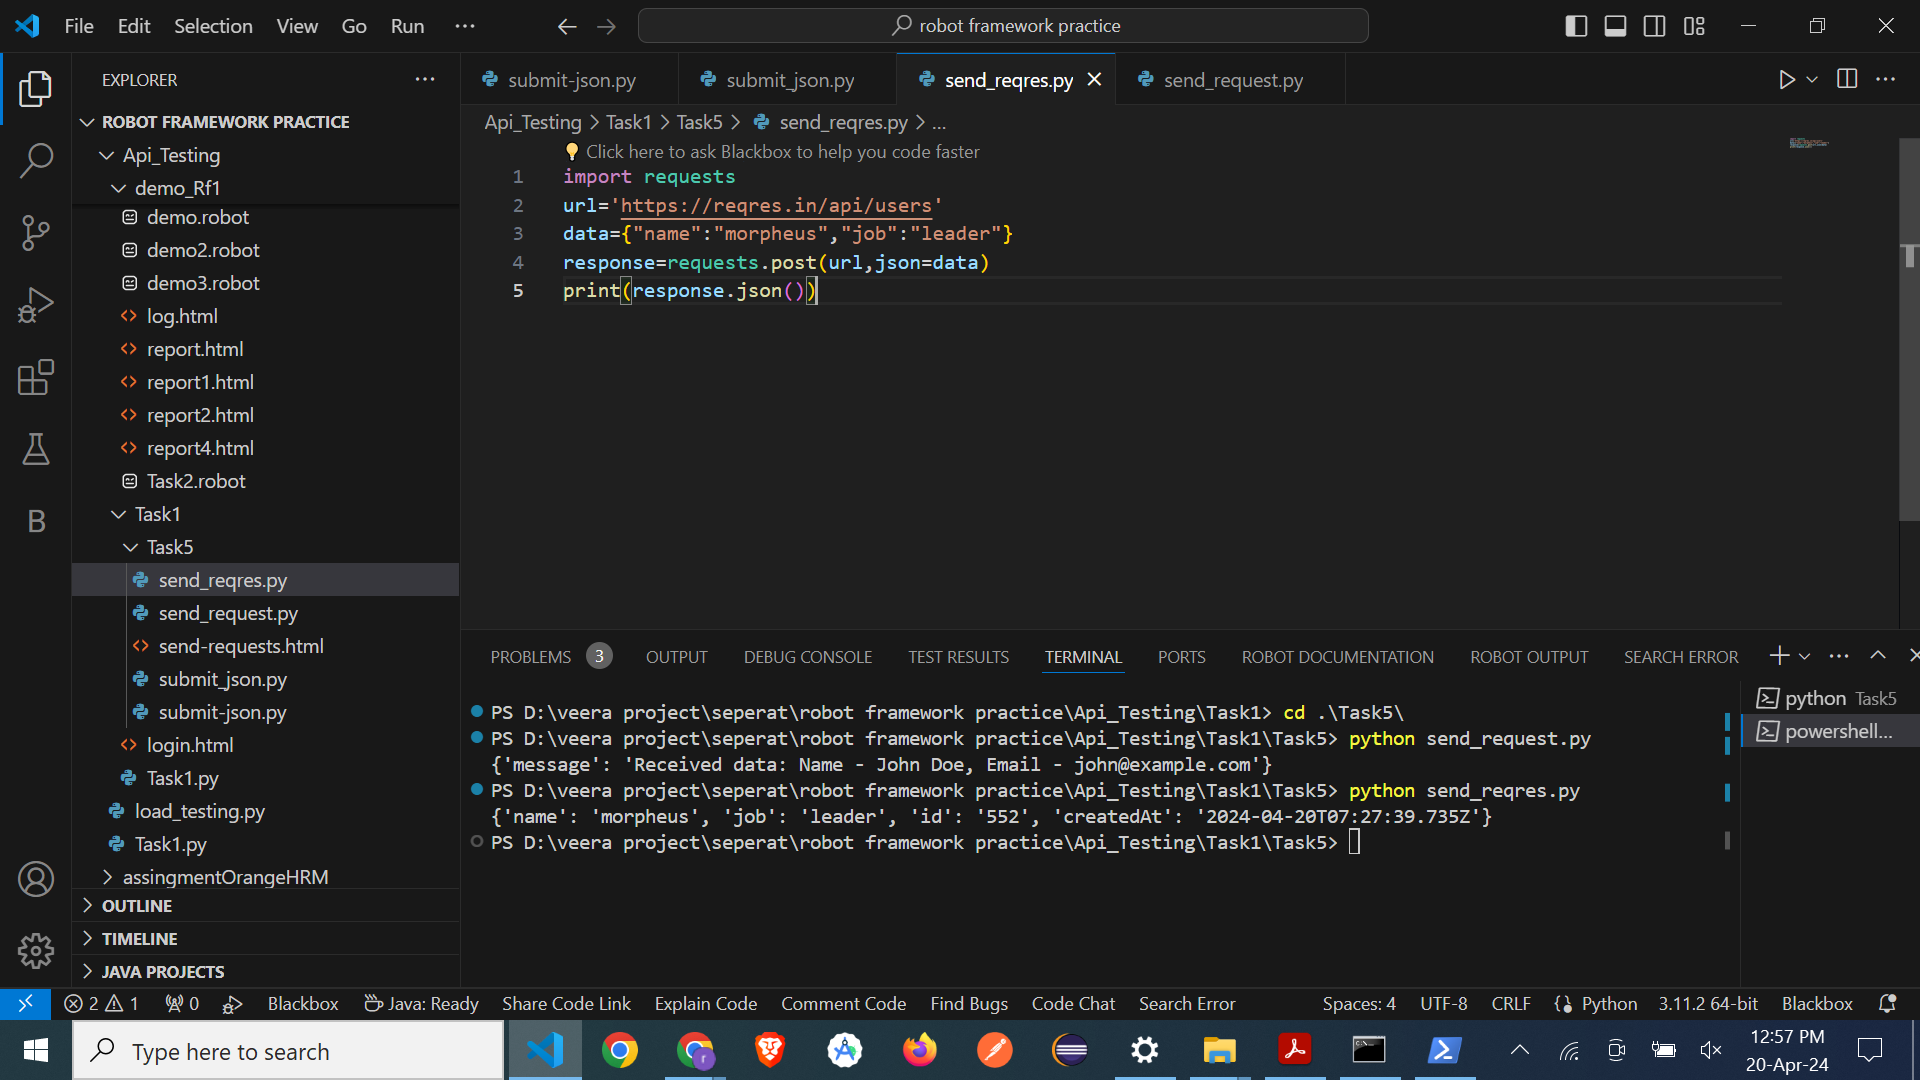 File Edit Selection View Go Run ...
robot framework practice
EXPLORER
ROBOT FRAMEWORK PRACTICE
Api_Testing
demo_Rf1
demo.robot
demo2.robot
demo3.robot
log.html
report.html
report1.html
report2.html
report4.html
Task2.robot
Task1
Task5
send_reqres.py
send_request.py
send-requests.html
submit_json.py
submit-json.py
login.html
Task1.py
load_testing.py
Task1.py
assingmentOrangeHRM
OUTLINE
TIMELINE
JAVA PROJECTS
B
submit-json.py submit_json.py send_reqres.py send_request.py
Api_Testing > Task1 > Task5 > send_reqres.py > ...
Click here to ask Blackbox to help you code faster
1 import requests
2 url='https://reqres.in/api/users'
3 data={"name":"morpheus","job":"leader"}
4 response=requests.post(url,json=data)
5 print(response.json())
PROBLEMS 3 OUTPUT DEBUG CONSOLE TEST RESULTS TERMINAL PORTS ROBOT DOCUMENTATION ROBOT OUTPUT SEARCH ERROR
PS D:\veera project\seperat\robot framework practice\Api_Testing\Task1> cd .\Task5\
PS D:\veera project\seperat\robot framework practice\Api_Testing\Task1\Task5> python send_request.py
{'message': 'Received data: Name - John Doe, Email - john@example.com'}
PS D:\veera project\seperat\robot framework practice\Api_Testing\Task1\Task5> python send_reqres.py
{'name': 'morpheus', 'job': 'leader', 'id': '552', 'createdAt': '2024-04-20T07:27:39.735Z'}
PS D:\veera project\seperat\robot framework practice\Api_Testing\Task1\Task5>
python Task5
powershell...
2 1 0 Blackbox Java: Ready Share Code Link Explain Code Comment Code Find Bugs Code Chat Search Error Spaces: 4 UTF-8 CRLF Python 3.11.2 64-bit Blackbox
Type here to search
r
12:57 PM
20-Apr-24